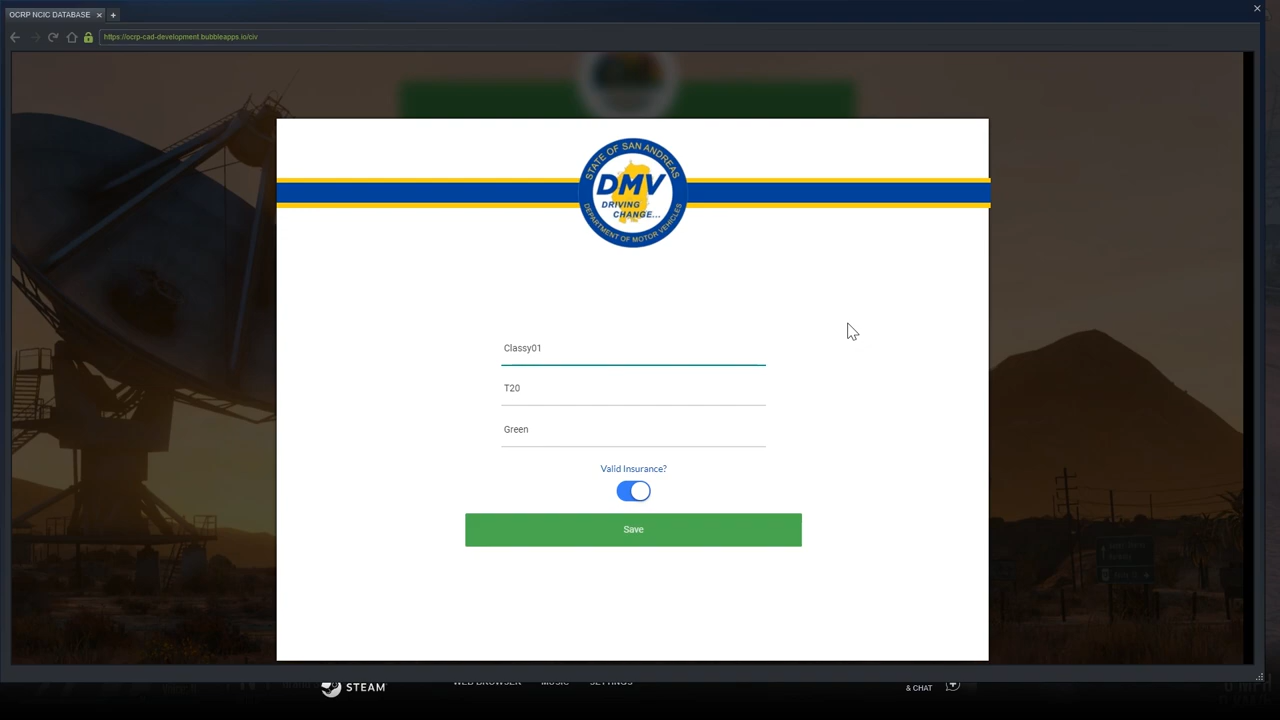 OCRP NCIC DATABASE
https://ocrp-cad-development.bubbleapps.io/civ
STATE OF SAN ANDREAS
DMV
DRIVING
CHANGE...
DEPARTMENT OF MOTOR VEHICLES
Classy01
T20
Green
Valid Insurance?
Save
STEAM
WEB BROWSER
MUSIC
SETTINGS
& CHAT